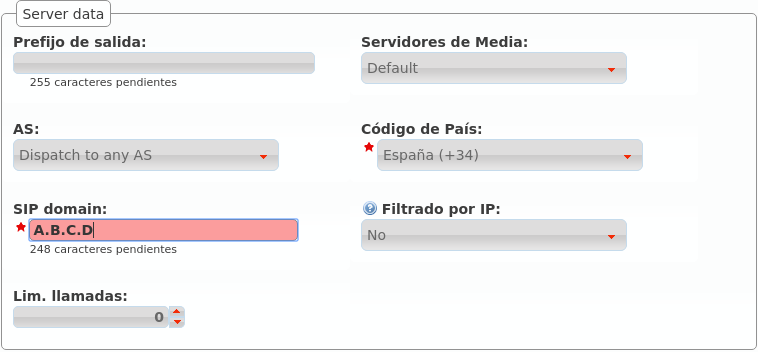 Server data
Prefijo de salida:
255 caracteres pendientes
Servidores de Media:
Default
AS:
Dispatch to any AS
Código de País:
España (+34)
SIP domain:
A.B.C.D
248 caracteres pendientes
Filtrado por IP:
No
Lim. llamadas:
0